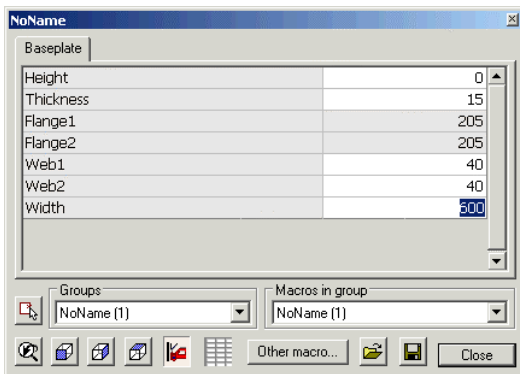 NoName
Baseplate
Height 0
Thickness 15
Flange1 205
Flange2 205
Web1 40
Web2 40
Width 600
Groups
NoName (1)
Macros in group
NoName (1)
Other macro...
Close